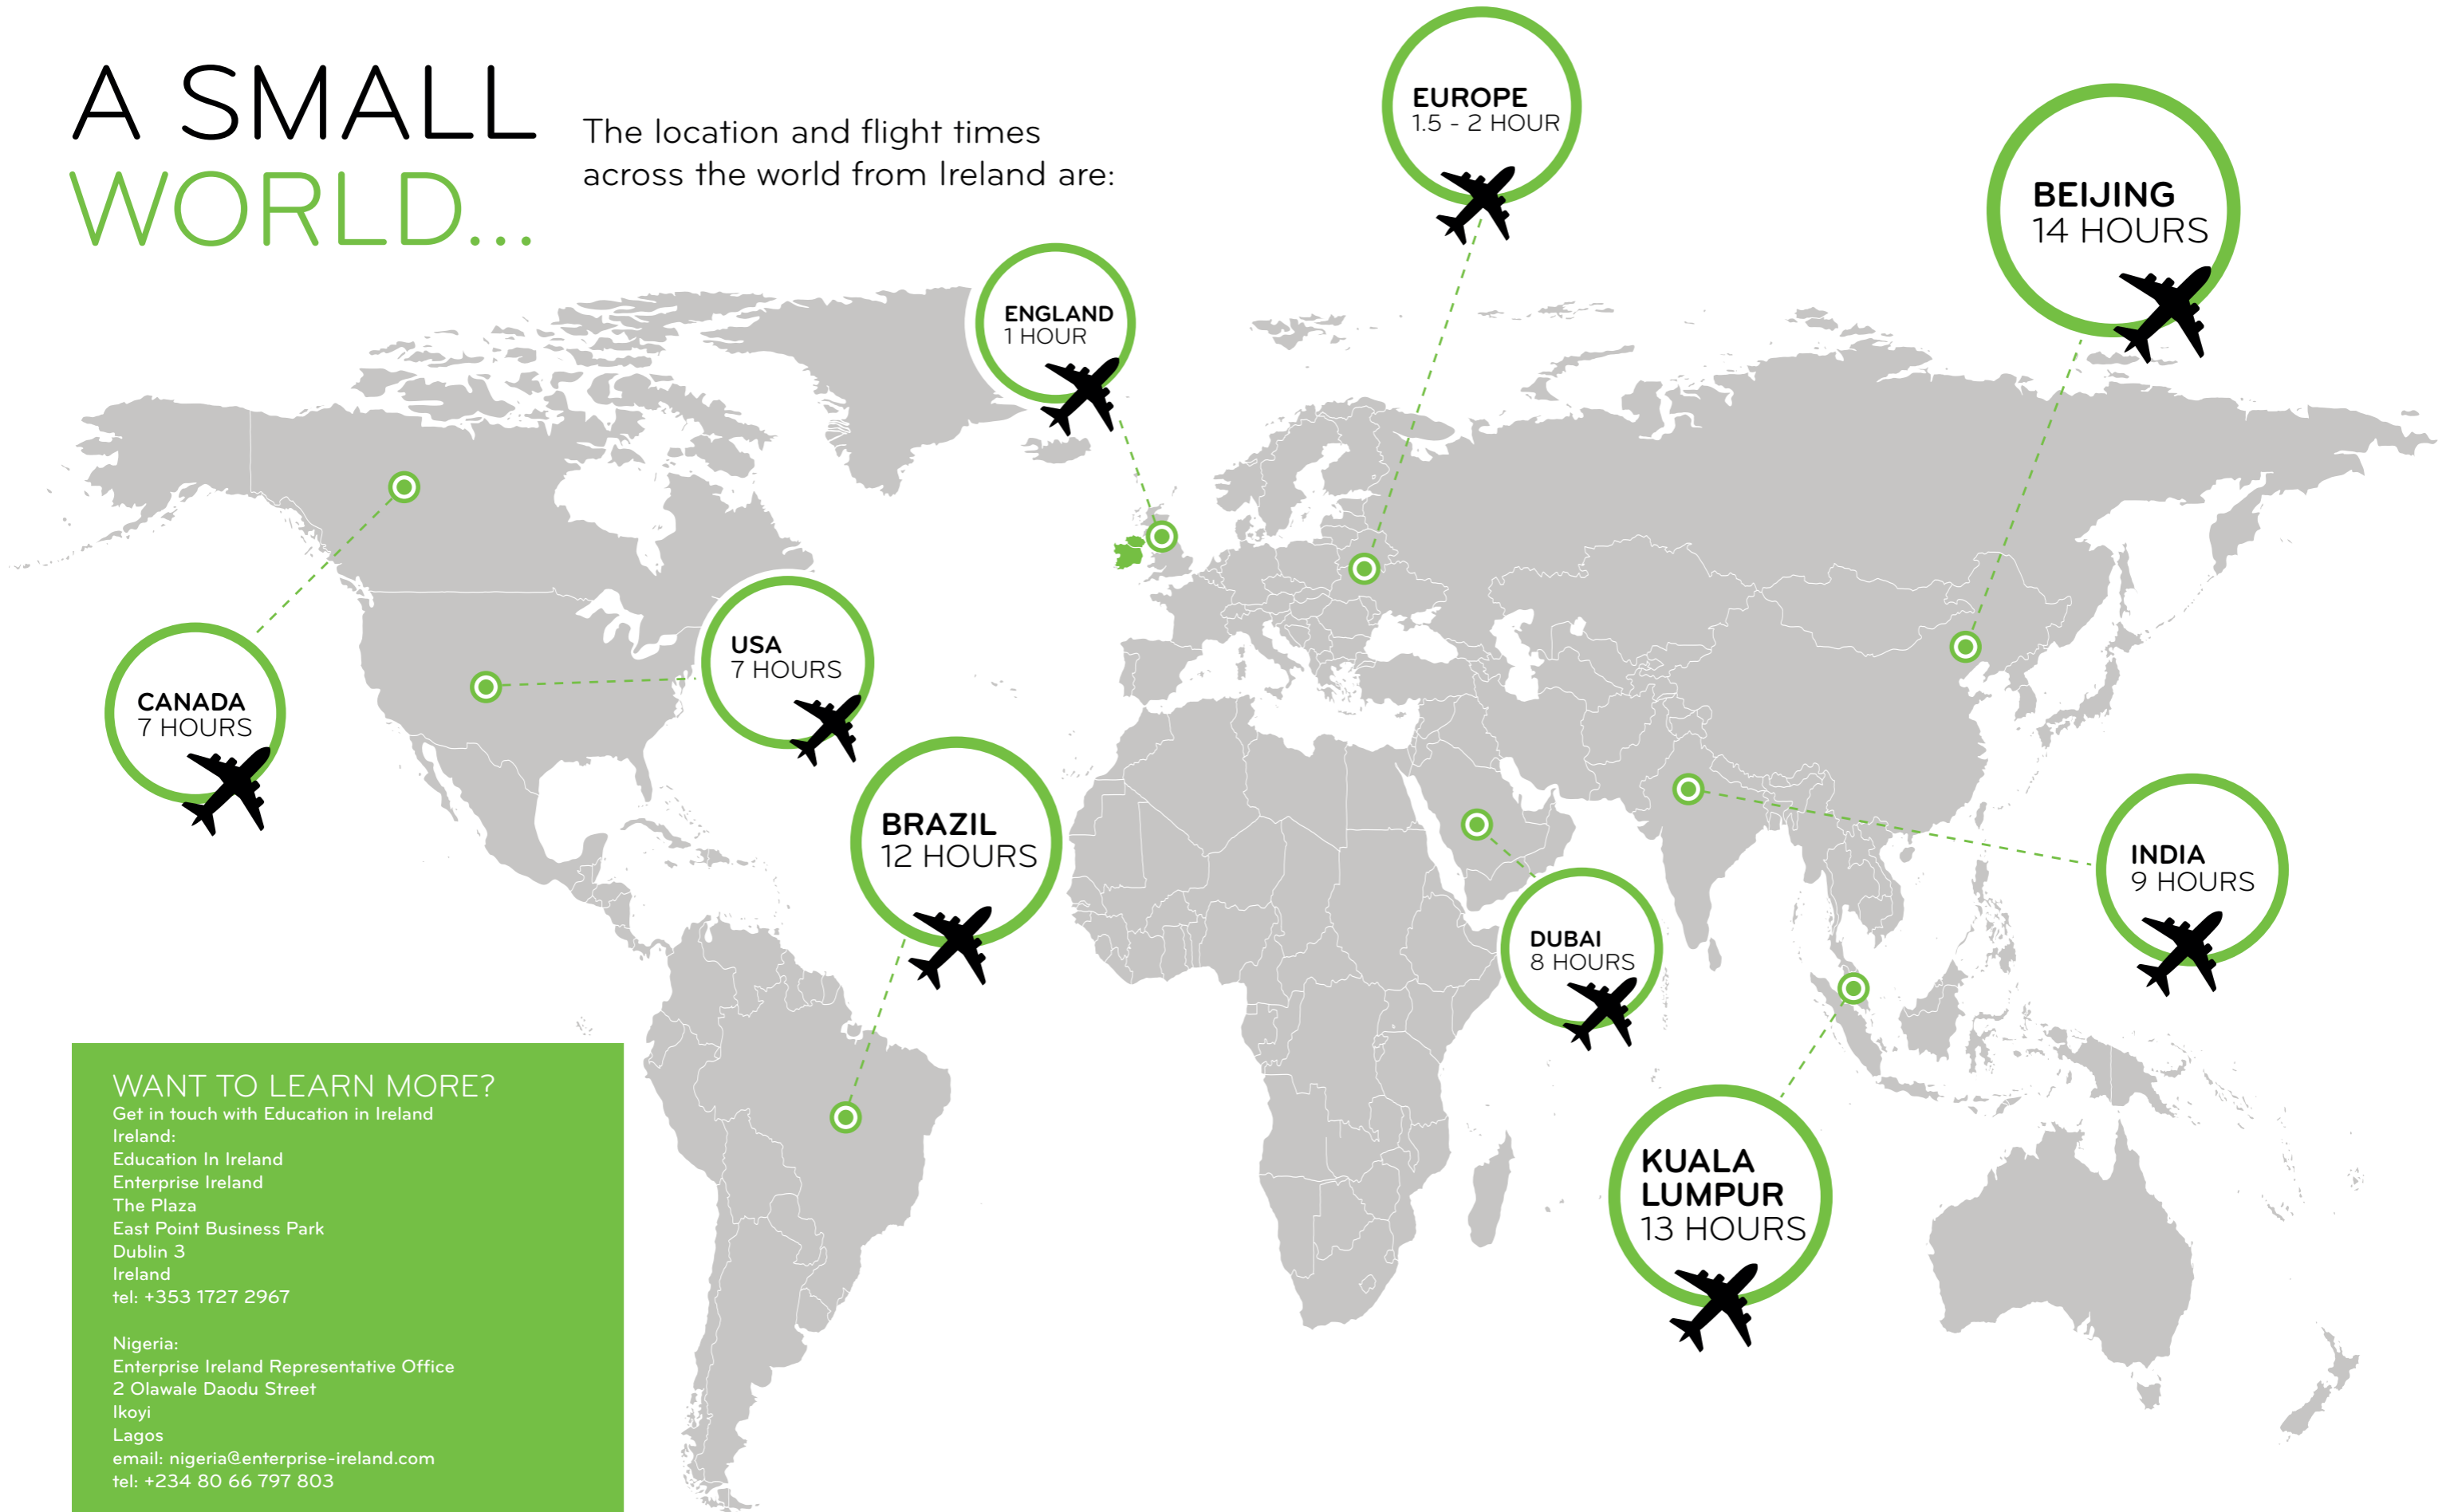 A SMALL
WORLD...
The location and flight times
across the world from Ireland are:
EUROPE
1.5 - 2 HOUR
BEIJING
14 HOURS
ENGLAND
1 HOUR
USA
7 HOURS
CANADA
7 HOURS
BRAZIL
12 HOURS
INDIA
9 HOURS
DUBAI
8 HOURS
KUALA
LUMPUR
13 HOURS
WANT TO LEARN MORE?
Get in touch with Education in Ireland
Ireland:
Education In Ireland
Enterprise Ireland
The Plaza
East Point Business Park
Dublin 3
Ireland
tel: +353 1727 2967
Nigeria:
Enterprise Ireland Representative Office
2 Olawale Daodu Street
Ikoyi
Lagos
email: nigeria@enterprise-ireland.com
tel: +234 80 66 797 803